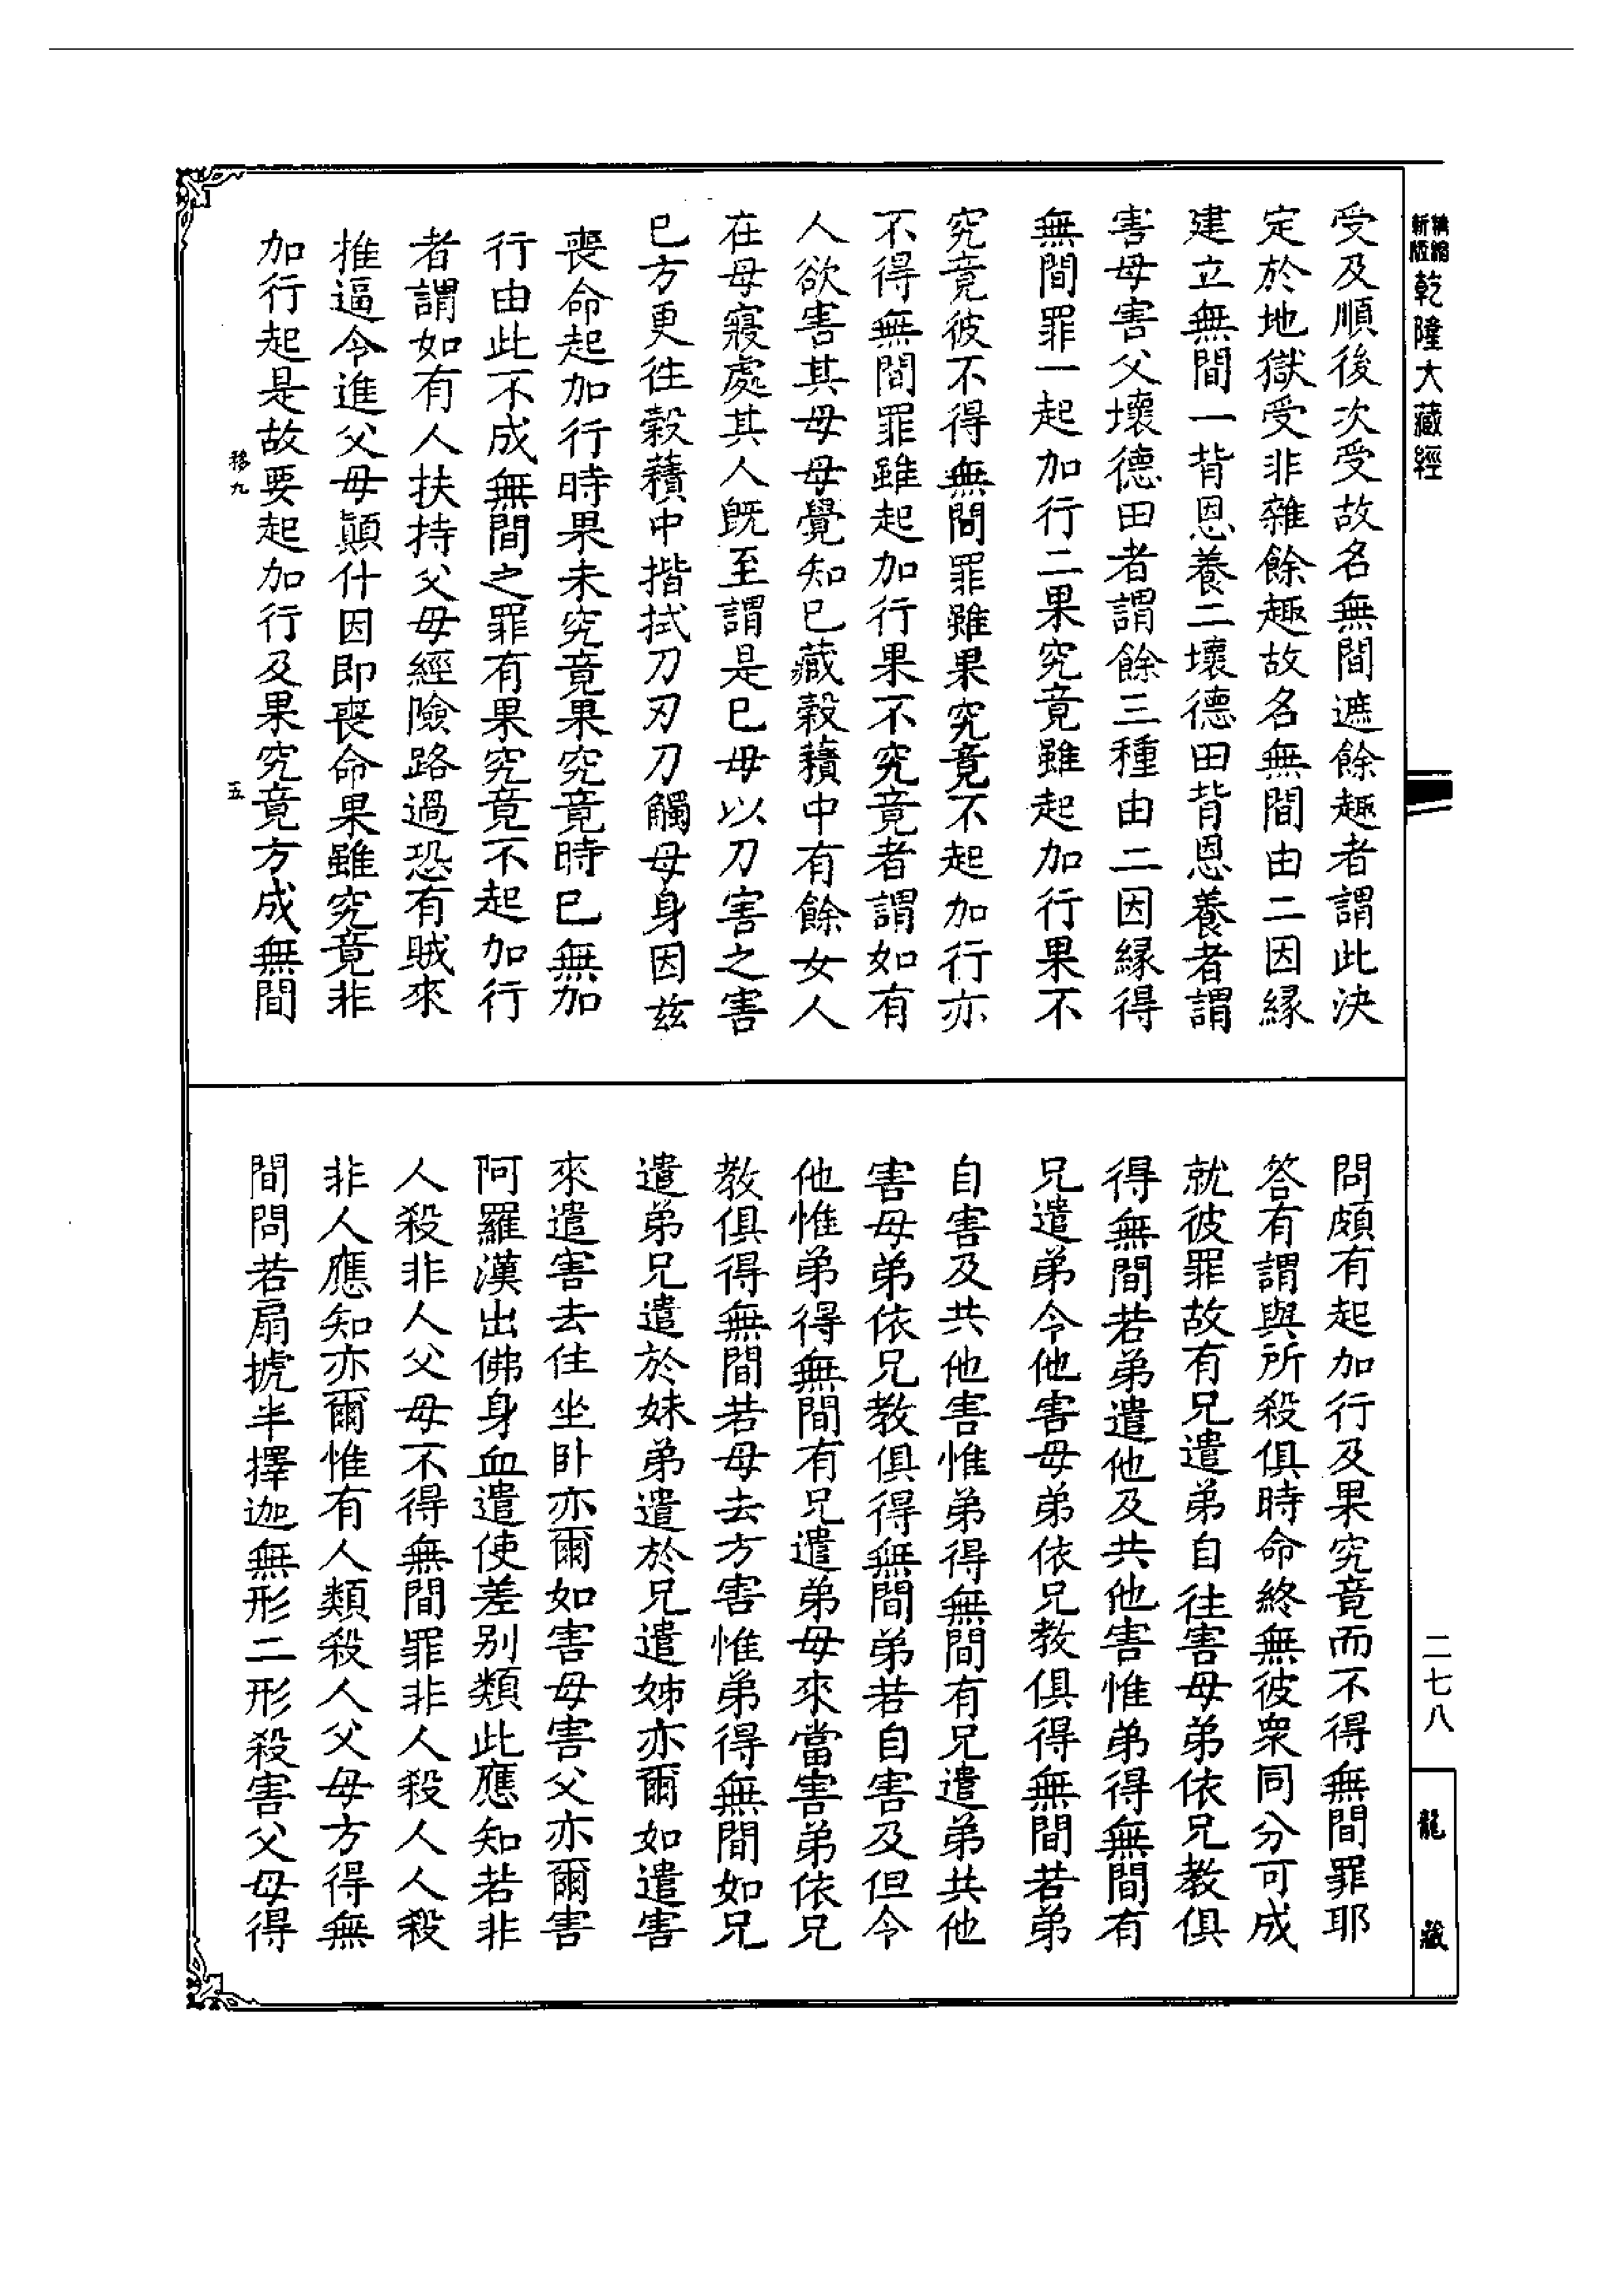 精縮
新版
乾隆大藏經
受及順後次受故名無間遮餘趣者謂此決
定於地獄受非雜餘趣故名無間由二因緣
建立無間一背恩養二壞德田背恩養者謂
害母害父壞德田者謂餘三種由二因緣得
無間罪一起加行二果究竟雖起加行果不
究竟彼不得無間罪雖果究竟不起加行亦
不得無間罪雖起加行果不究竟者謂如有
人欲害其母母覺知已藏穀𧂐中有餘女人
在母寢處其人既至謂是已母以刀害之害
已方更往穀𧂐中揩拭刀刃刀觸母身因茲
喪命起加行時果未究竟果究竟時已無加
行由此不成無間之罪有果究竟不起加行
者謂如有人扶持父母經險路過恐有賊來
推逼令進父母顛仆因即喪命果雖究竟非
加行起是故要起加行及果究竟方成無間
移九
五
問頗有起加行及果究竟而不得無間罪耶
答有謂與所殺俱時命終無彼衆同分可成
就彼罪故有兄遣弟自往害母弟依兄教俱
得無間若弟遣他及共他害惟弟得無間有
兄遣弟令他害母弟依兄教俱得無間若弟
自害及共他害惟弟得無間有兄遣弟共他
害母弟依兄教俱得無間弟若自害及但令
他惟弟得無間有兄遣弟母來當害弟依兄
教俱得無間若母去方害惟弟得無間如兄
遣弟兄遣於妹弟遣於兄遣姊亦爾如遣害
來遣害去住坐卧亦爾如害母害父亦爾害
阿羅漢出佛身血遣使差別類此應知若非
人殺非人父母不得無間罪非人殺人人殺
非人應知亦爾惟有人類殺人父母方得無
間問若扇搋半擇迦無形二形殺害父母得
二七八
龍
藏